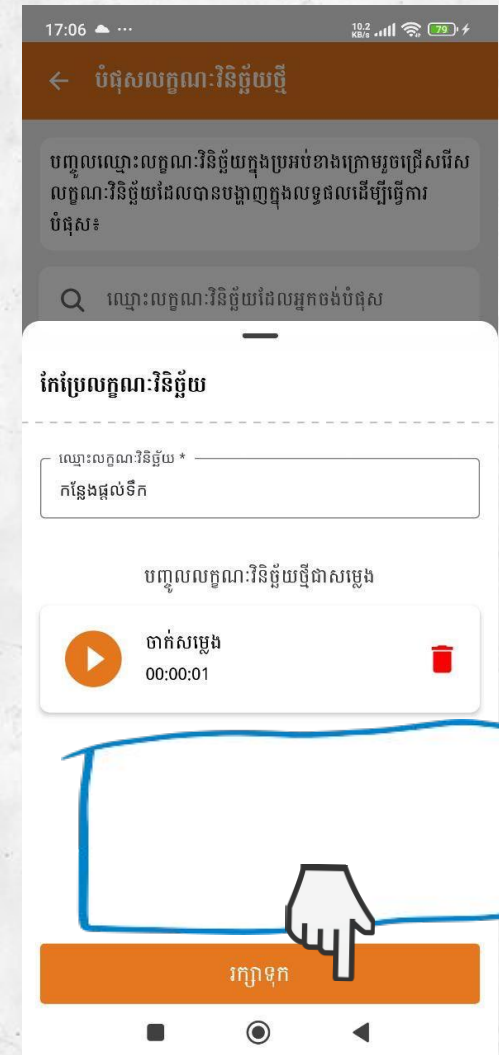 17:06 ...
10.2 KB/s 79
បំផុសលក្ខណៈវិនិច្ឆ័យថ្មី
បញ្ចូលឈ្មោះលក្ខណៈវិនិច្ឆ័យក្នុងប្រអប់ខាងក្រោមរួចជ្រើសរើស
លក្ខណៈវិនិច្ឆ័យដែលបានបង្ហាញក្នុងលទ្ធផលដើម្បីធ្វើការ
បំផុស៖
ឈ្មោះលក្ខណៈវិនិច្ឆ័យដែលអ្នកចង់បំផុស
កែប្រែលក្ខណៈវិនិច្ឆ័យ
ឈ្មោះលក្ខណៈវិនិច្ឆ័យ *
កន្លែងផ្ដល់ទឹក
បញ្ចូលលក្ខណៈវិនិច្ឆ័យថ្មីជាសម្លេង
ចាក់សម្លេង
00:00:01
រក្សាទុក